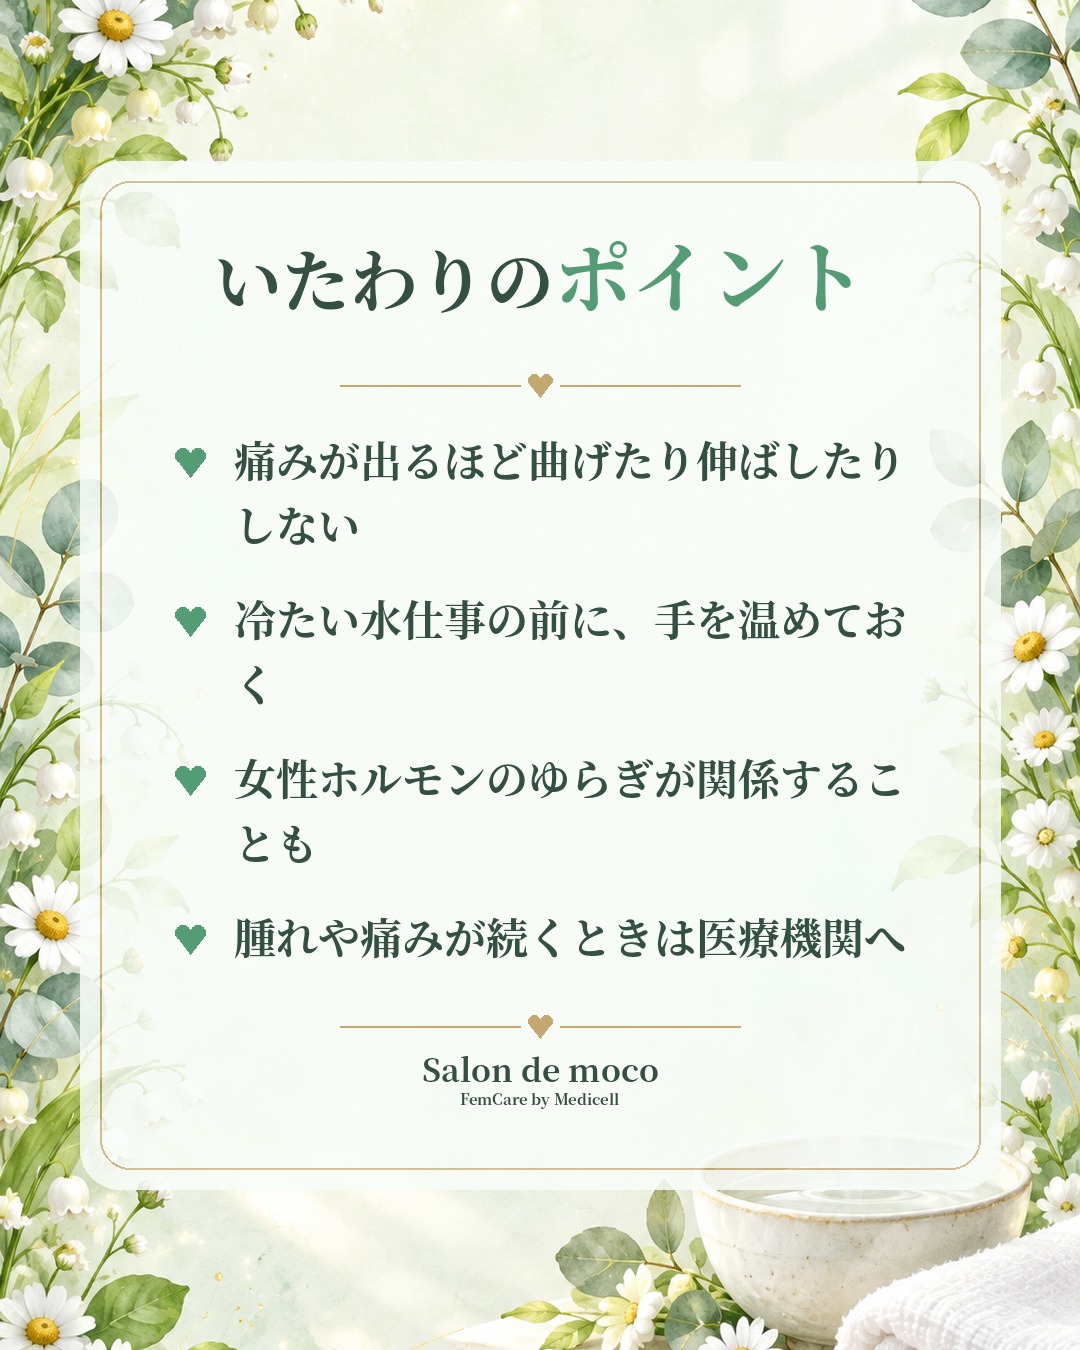 いたわりのポイント
痛みが出るほど曲げたり伸ばしたり
しない
冷たい水仕事の前に、手を温めてお
く
女性ホルモンのゆらぎが関係するこ
とも
腫れや痛みが続くときは医療機関へ
Salon de moco
FemCare by Medicell